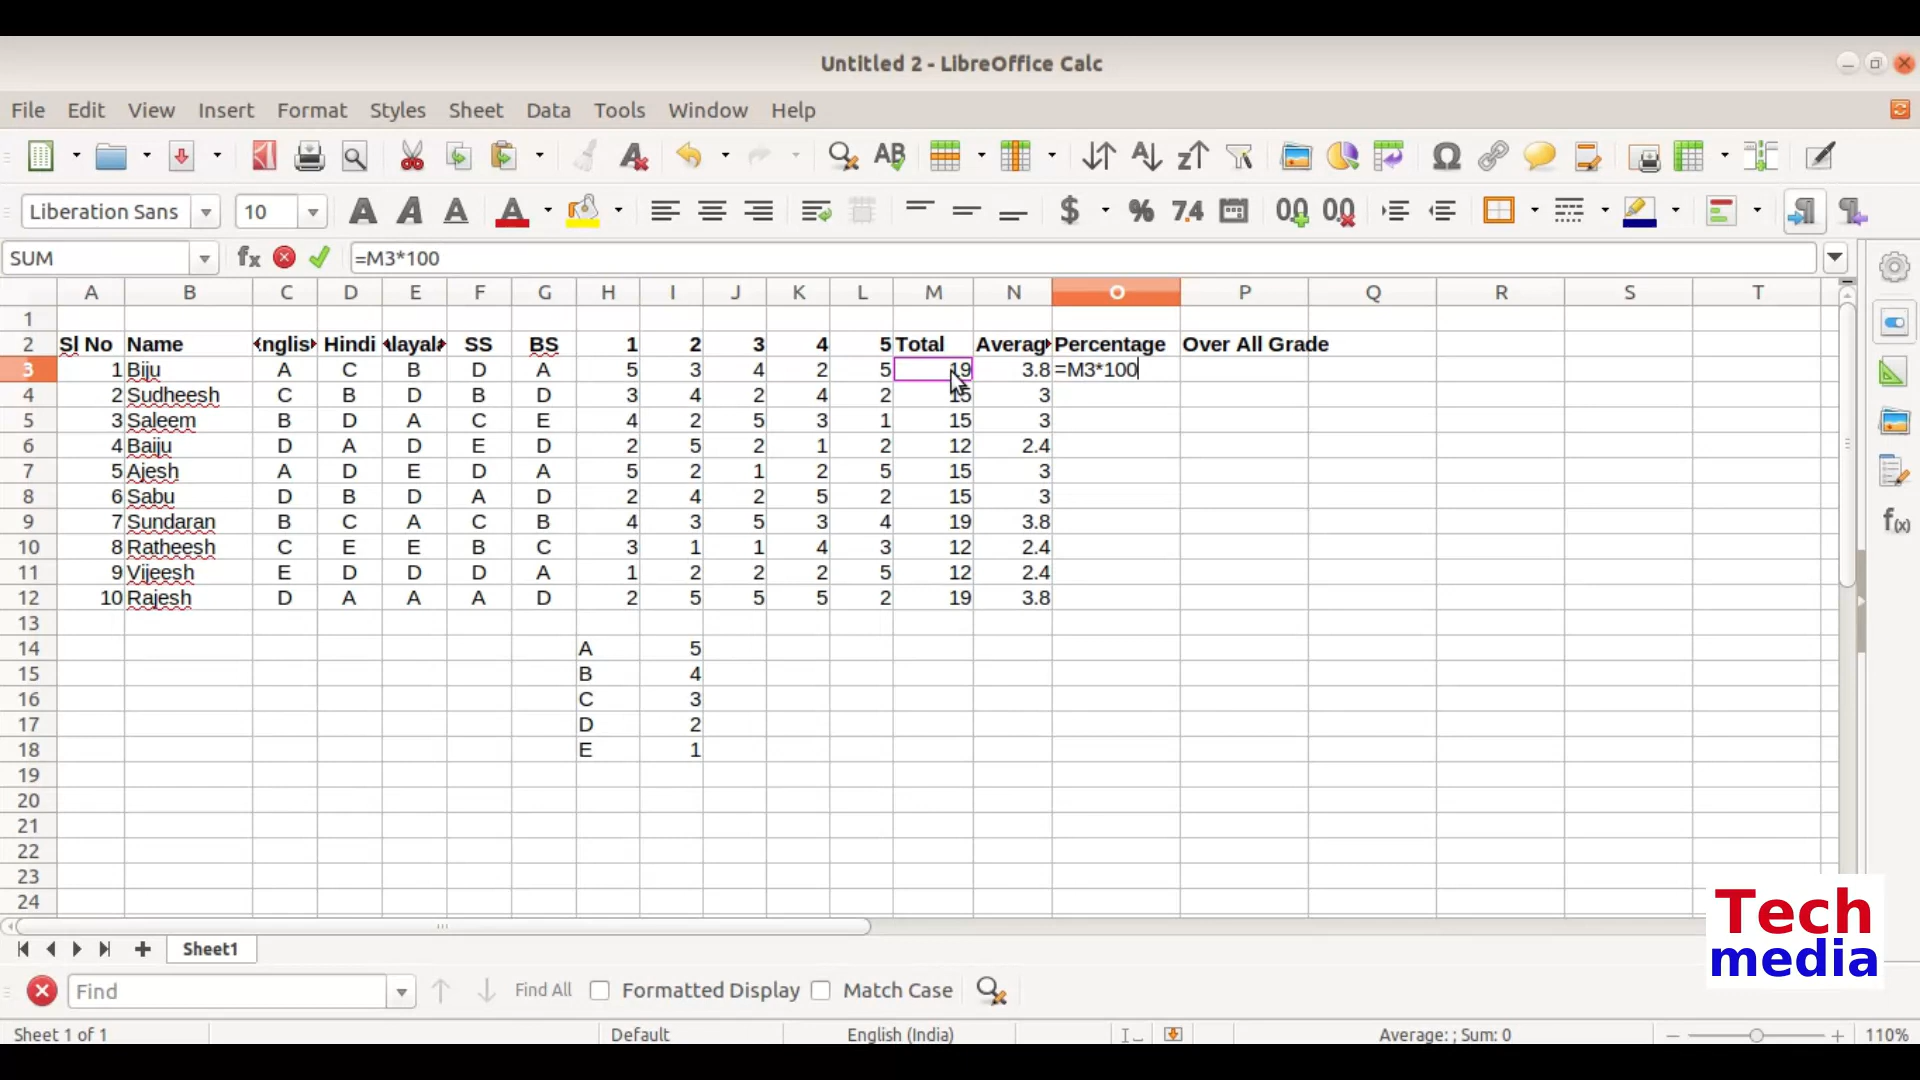 Untitled 2 - LibreOffice Calc
File Edit View Insert Format Styles Sheet Data Tools Window Help
Liberation Sans 10
SUM =M3*100
A B C D E F G H I J K L M N O P Q R S T
1
2 Sl No Name nglis Hindi layala SS BS 1 2 3 4 5 Total Averag Percentage Over All Grade
3 1 Biju A C B D A 5 3 4 2 5 19 3.8 =M3*100
4 2 Sudheesh C B D B D 3 4 2 4 2 15 3
5 3 Saleem B D A C E 4 2 5 3 1 15 3
6 4 Baiju D A D E D 2 5 2 1 2 12 2.4
7 5 Ajesh A D E D A 5 2 1 2 5 15 3
8 6 Sabu D B D A D 2 4 2 5 2 15 3
9 7 Sundaran B C A C B 4 3 5 3 4 19 3.8
10 8 Ratheesh C E E B C 3 1 1 4 3 12 2.4
11 9 Vijeesh E D D D A 1 2 2 2 5 12 2.4
12 10 Rajesh D A A A D 2 5 5 5 2 19 3.8
13
14 A 5
15 B 4
16 C 3
17 D 2
18 E 1
19
20
21
22
23
24
Tech
media
Sheet1
Find Find All Formatted Display Match Case
Sheet 1 of 1 Default English (India) Average: ; Sum: 0 110%